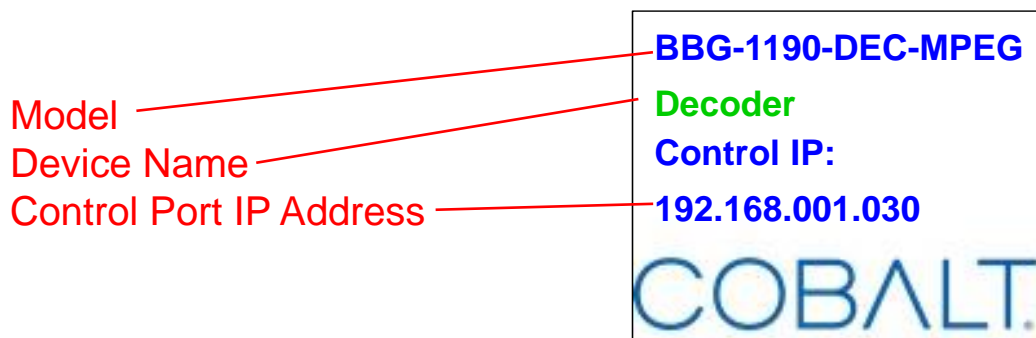 Model
Device Name
Control Port IP Address
BBG-1190-DEC-MPEG
Decoder
Control IP:
192.168.001.030
COBALT.